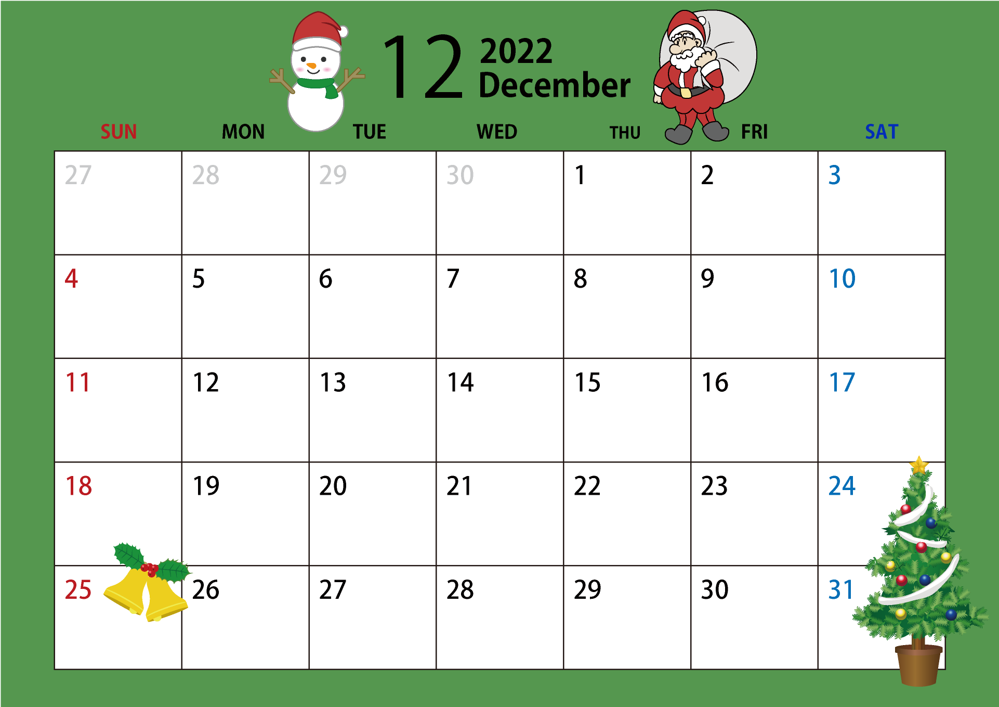 12 2022
December
SUN MON TUE WED THU FRI SAT
27 28 29 30 1 2 3
4 5 6 7 8 9 10
11 12 13 14 15 16 17
18 19 20 21 22 23 24
25 26 27 28 29 30 31